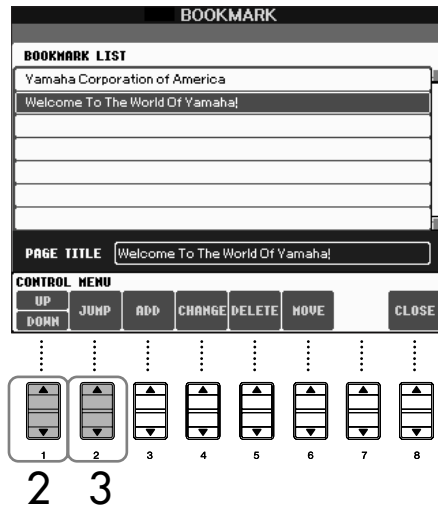 BOOKMARK
BOOKMARK LIST
Yamaha Corporation of America
Welcome To The World Of Yamaha!
PAGE TITLE Welcome To The World Of Yamaha!
CONTROL MENU
UP
DOWN JUMP ADD CHANGE DELETE MOVE CLOSE
1 2 3 4 5 6 7 8
2 3